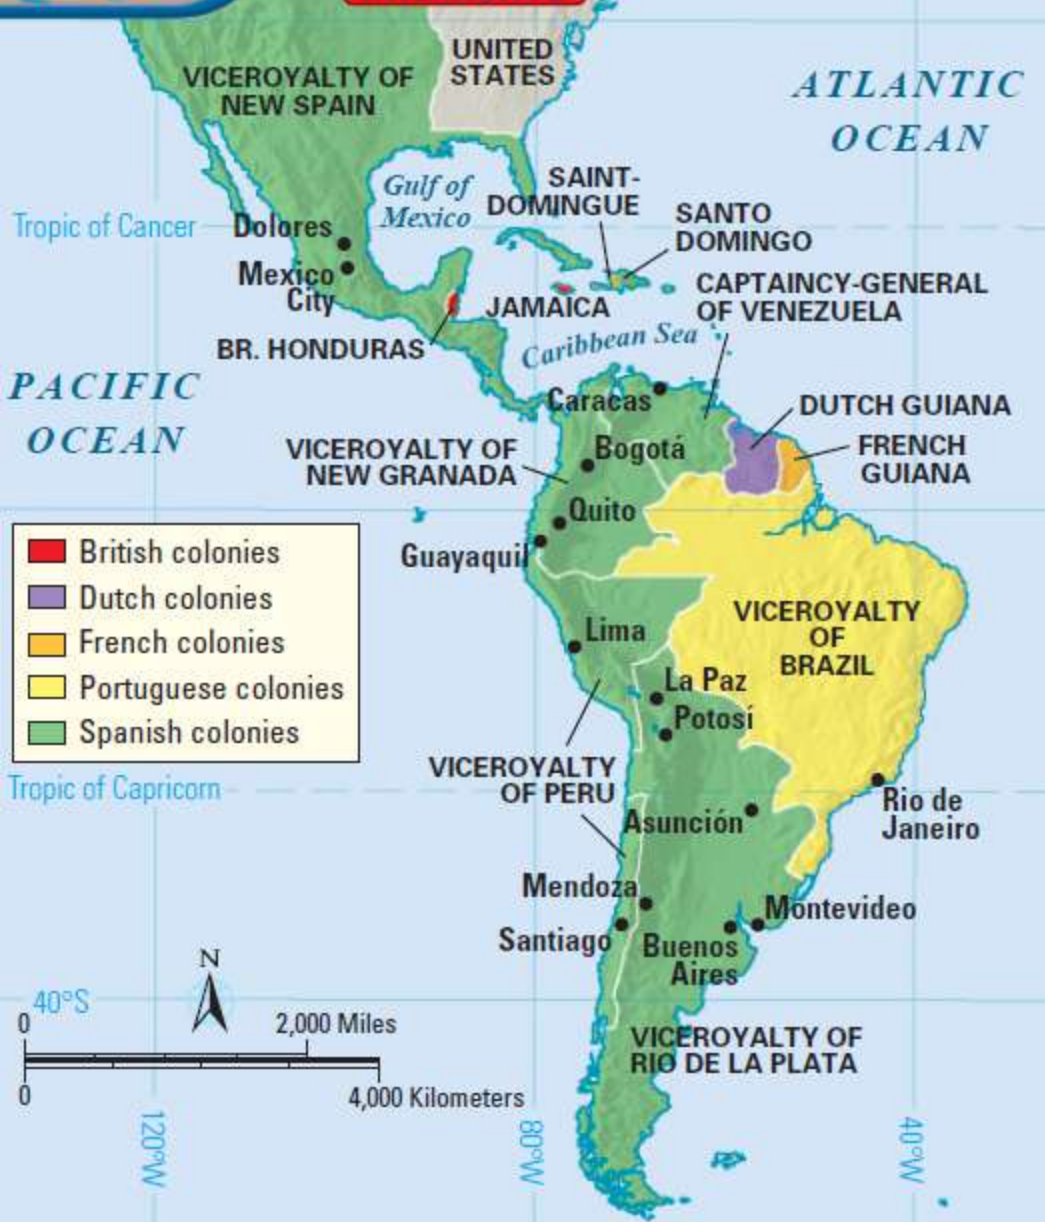 UNITED
STATES
VICEROYALTY OF
NEW SPAIN
ATLANTIC
OCEAN
Gulf of
Mexico
SAINT-
DOMINGUE
SANTO
DOMINGO
Tropic of Cancer
Dolores
Mexico
City
CAPTAINCY-GENERAL
OF VENEZUELA
JAMAICA
BR. HONDURAS
Caribbean Sea
PACIFIC
OCEAN
Caracas
DUTCH GUIANA
FRENCH
GUIANA
VICEROYALTY OF
NEW GRANADA
Bogotá
Quito
Guayaquil
British colonies
Dutch colonies
French colonies
Portuguese colonies
Spanish colonies
VICEROYALTY
OF
BRAZIL
Lima
La Paz
Potosí
VICEROYALTY
OF PERU
Tropic of Capricorn
Rio de
Janeiro
Asunción
Mendoza
Montevideo
Santiago
Buenos
Aires
N
40°S
0 2,000 Miles
0 4,000 Kilometers
VICEROYALTY OF
RIO DE LA PLATA
120°W
80°W
40°W